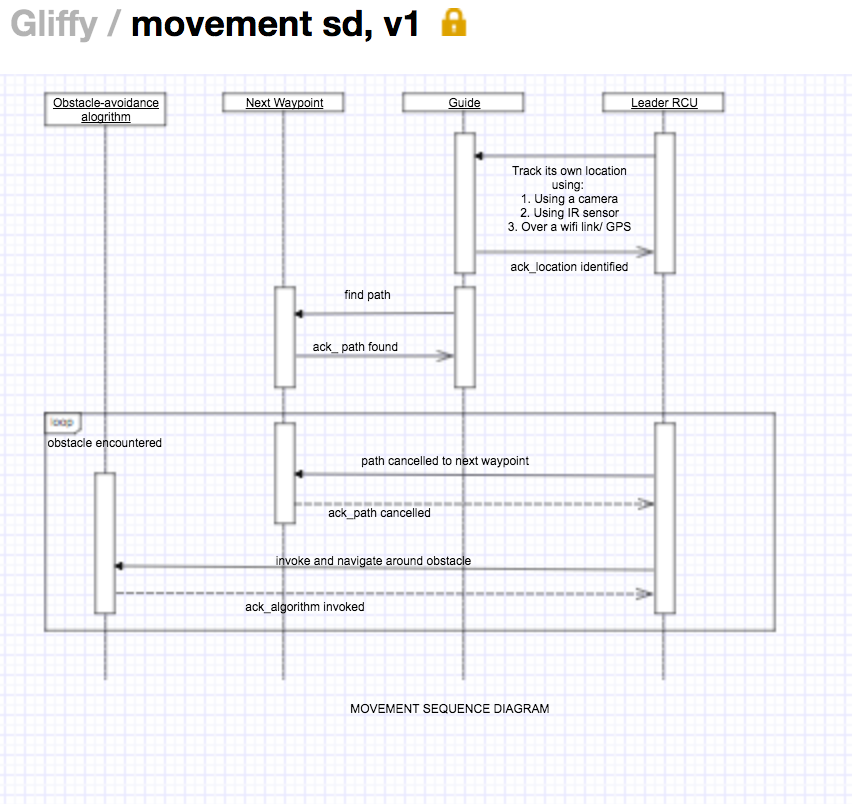 Gliffy / movement sd, v1
Obstacle-avoidance
alogrithm
Next Waypoint
Guide
Leader RCU
Track its own location
using:
1. Using a camera
2. Using IR sensor
3. Over a wifi link/ GPS
ack_location identified
find path
ack_ path found
loop
obstacle encountered
path cancelled to next waypoint
ack_path cancelled
invoke and navigate around obstacle
ack_algorithm invoked
MOVEMENT SEQUENCE DIAGRAM